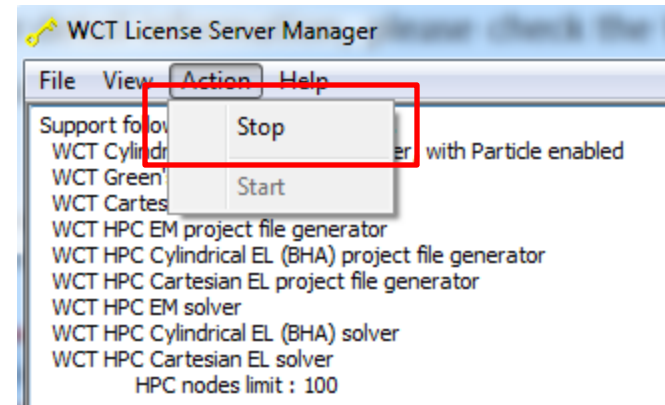 WCT License Server Manager
please check the
File View Action Help
Support follow
Stop
WCT Cylindr er with Particle enabled
WCT Green'
Start
WCT Cartes
WCT HPC EM project file generator
WCT HPC Cylindrical EL (BHA) project file generator
WCT HPC Cartesian EL project file generator
WCT HPC EM solver
WCT HPC Cylindrical EL (BHA) solver
WCT HPC Cartesian EL solver
HPC nodes limit : 100